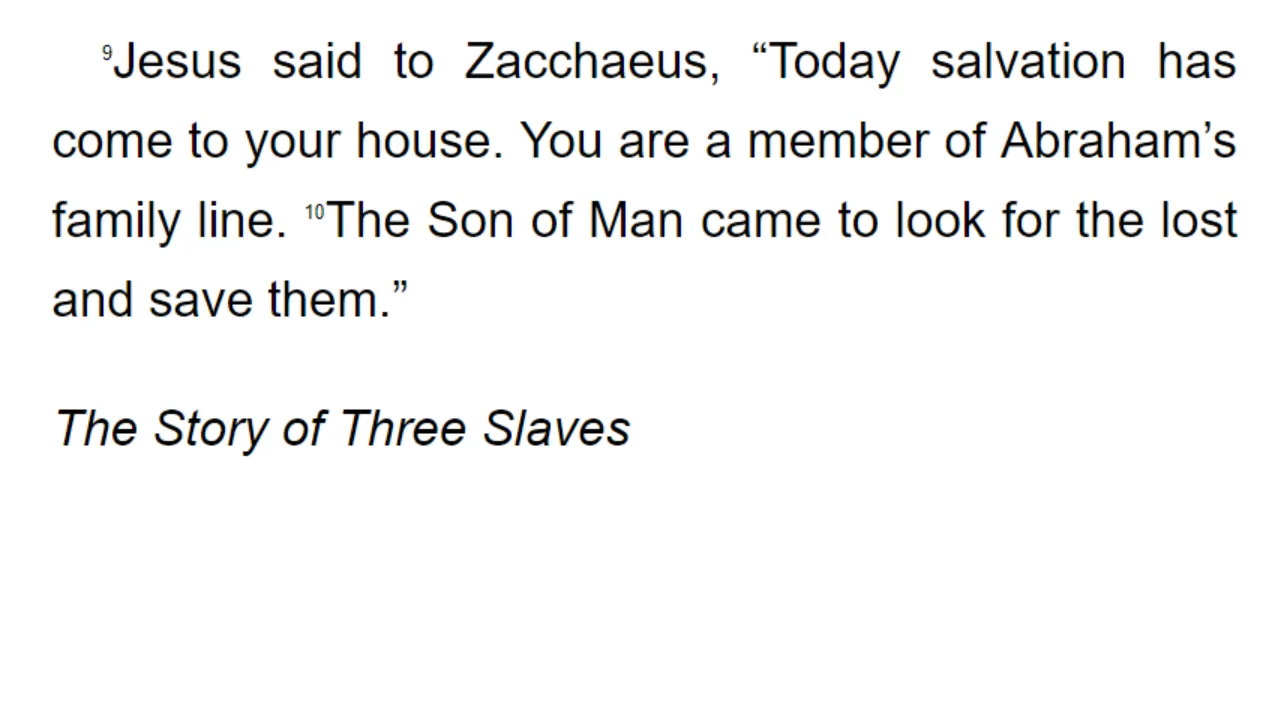 ⁹Jesus said to Zacchaeus, “Today salvation has
come to your house. You are a member of Abraham’s
family line. ¹⁰The Son of Man came to look for the lost
and save them.”
The Story of Three Slaves